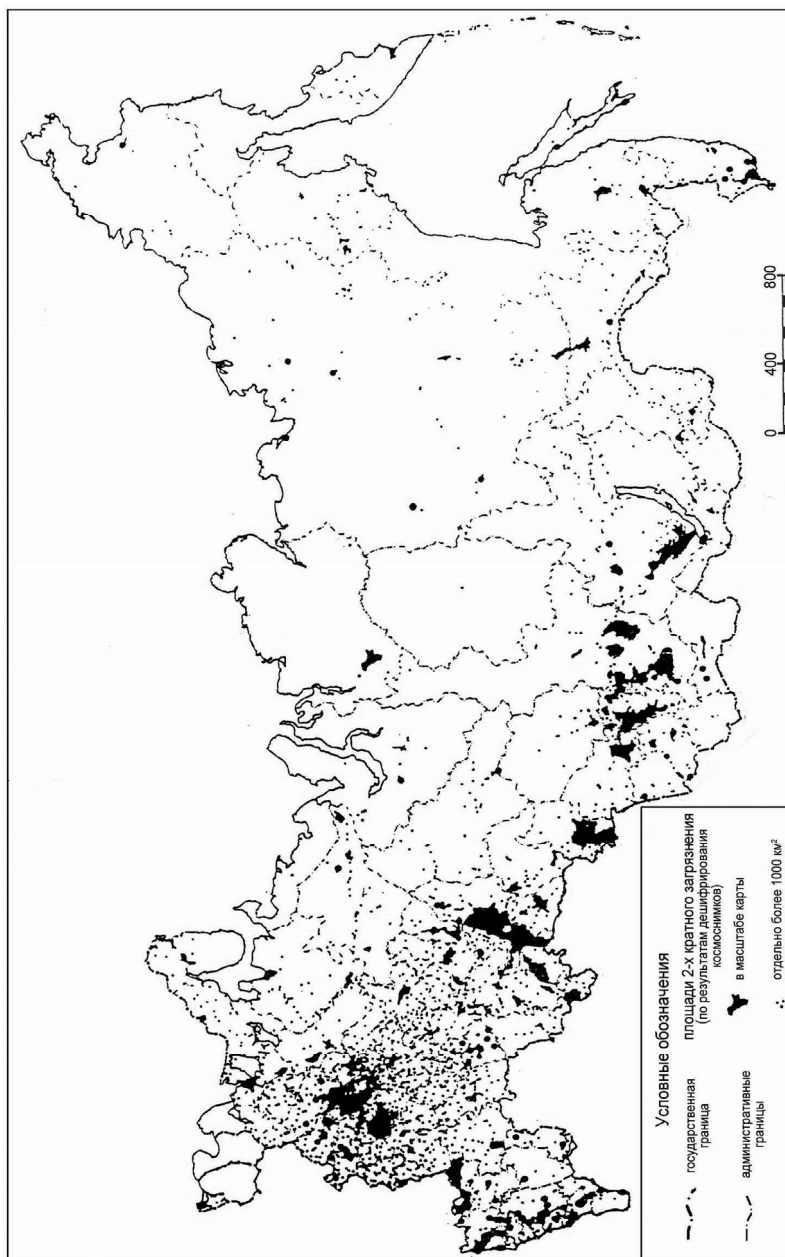 Условные обозначения
государственная
граница
административные
границы
площади 2-х кратного загрязнения
(по результатам дешифрирования
космоснимков)
в масштабе карты
отдельно более 1000 км²
0 400 800